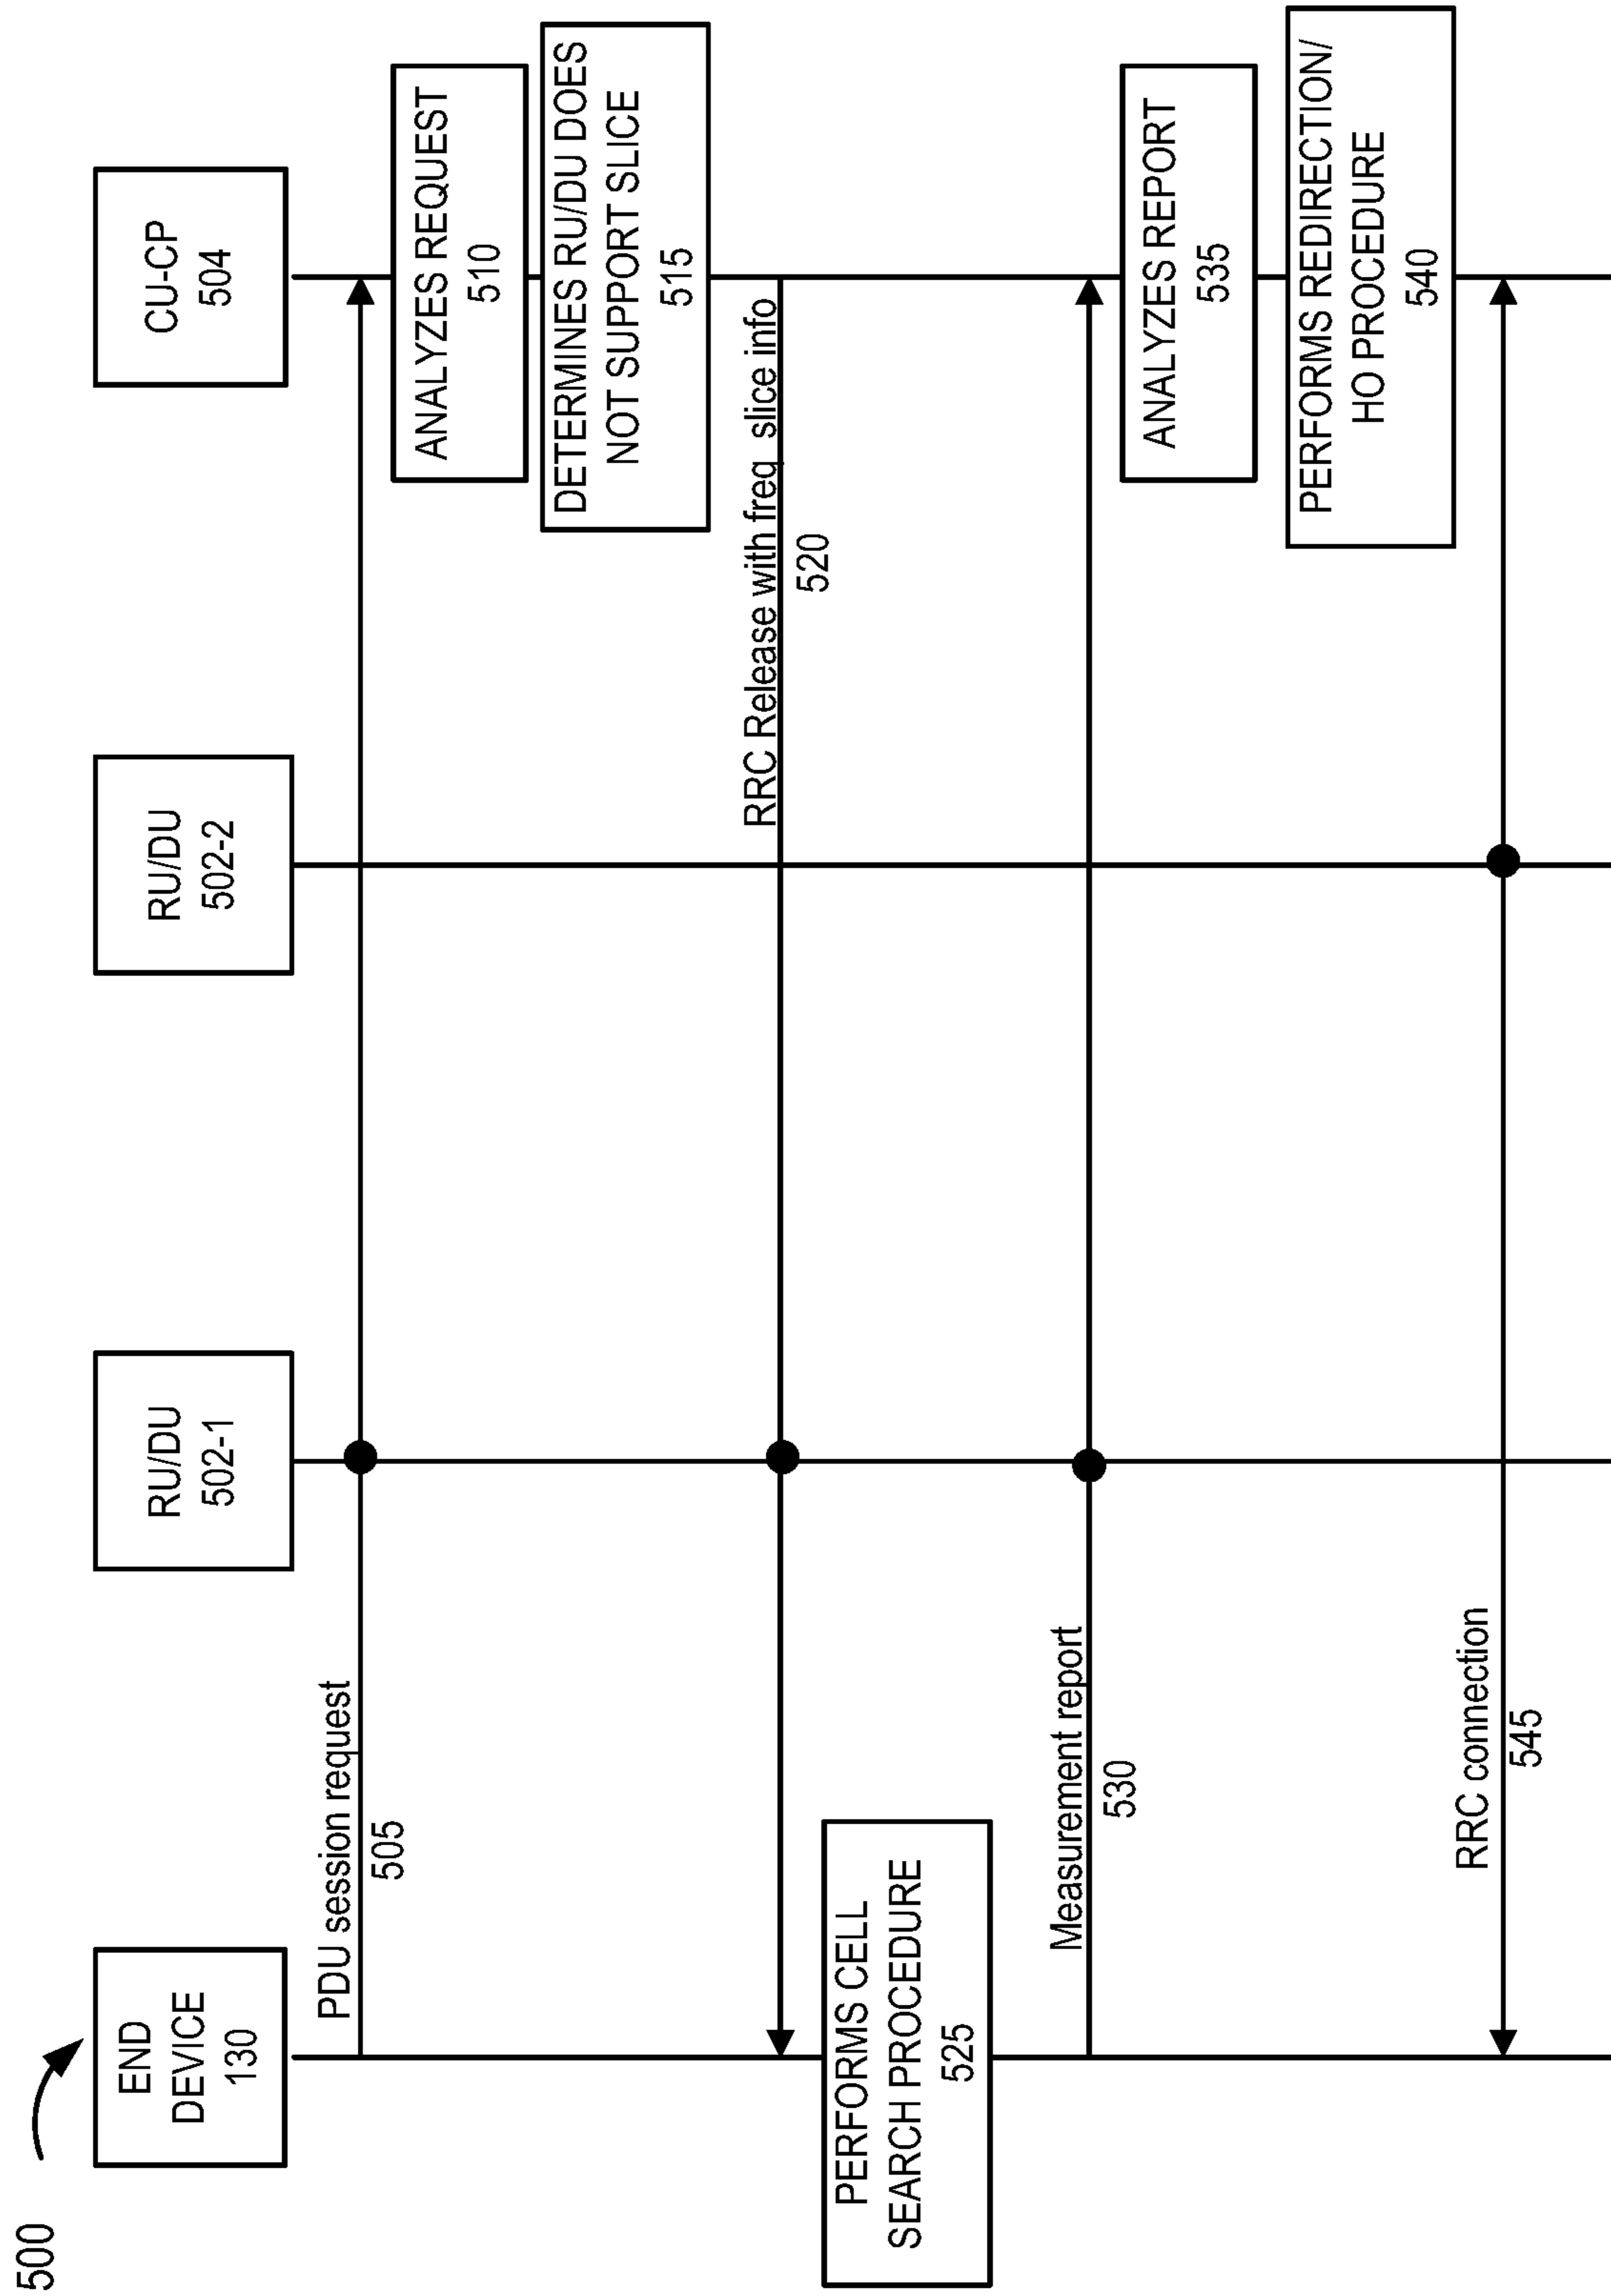 500
END
DEVICE
130
RU/DU
502-1
RU/DU
502-2
CU-CP
504
PDU session request
505
ANALYZES REQUEST
510
DETERMINES RU/DU DOES
NOT SUPPORT SLICE
515
RRC Release with freq slice info
520
PERFORMS CELL
SEARCH PROCEDURE
525
Measurement report
530
ANALYZES REPORT
535
PERFORMS REDIRECTION/
HO PROCEDURE
540
RRC connection
545